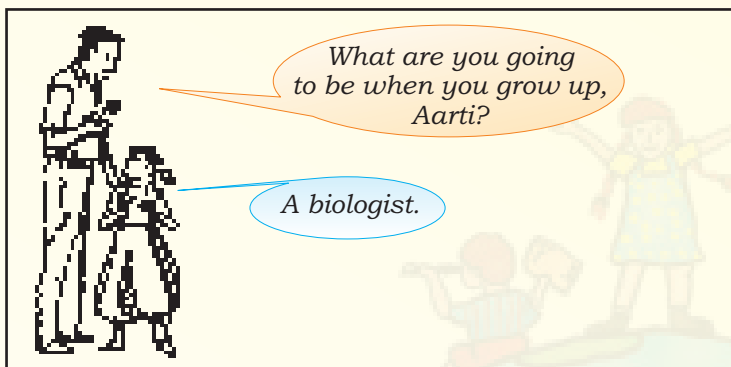 What are you going
to be when you grow up,
Aarti?
A biologist.